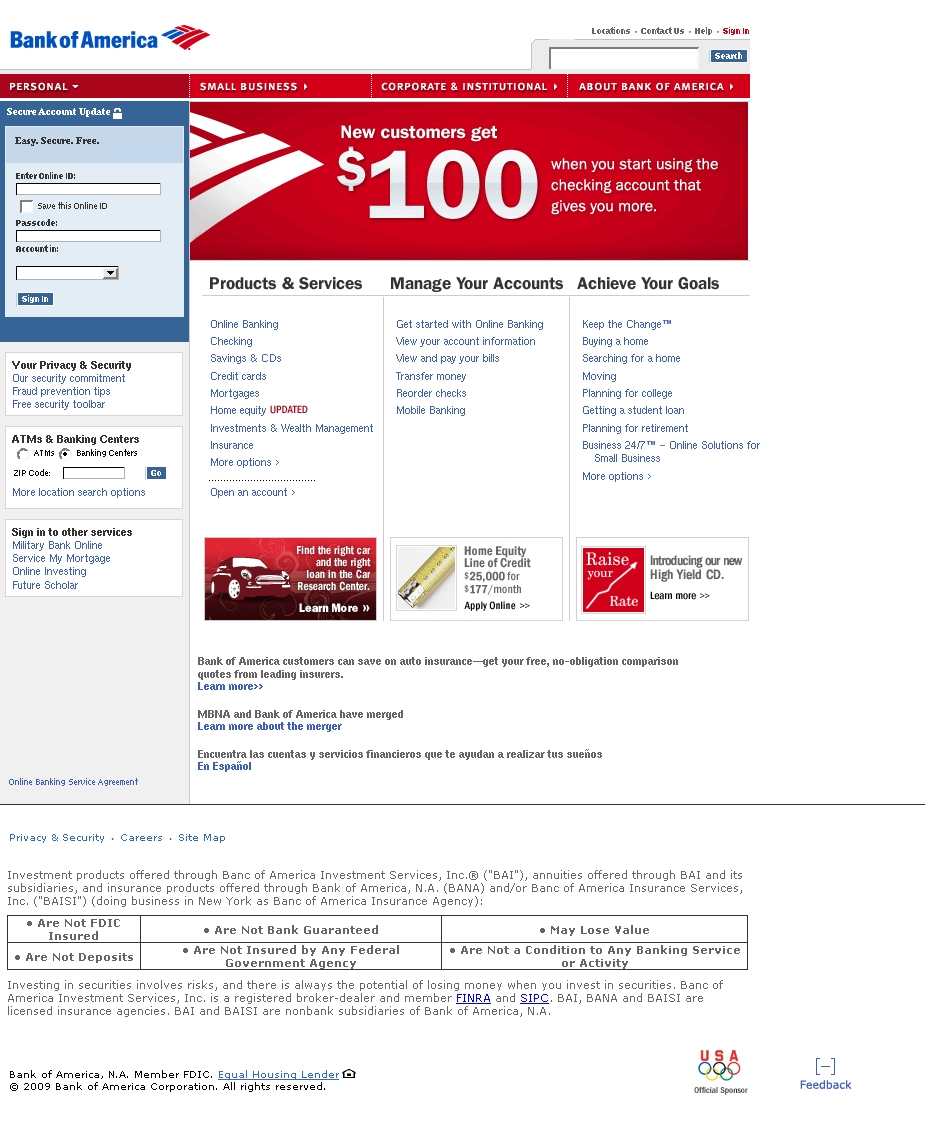 Bank of America
Locations • Contact Us • Help • Sign In
Search
PERSONAL
SMALL BUSINESS
CORPORATE & INSTITUTIONAL
ABOUT BANK OF AMERICA
Secure Account Update
Easy. Secure. Free.
Enter Online ID:
Save this Online ID
Passcode:
Account in:
Sign In
New customers get
$100
when you start using the
checking account that
gives you more.
Your Privacy & Security
Our security commitment
Fraud prevention tips
Free security toolbar
ATMs & Banking Centers
ATMs Banking Centers
ZIP Code: Go
More location search options
Sign in to other services
Military Bank Online
Service My Mortgage
Online Investing
Future Scholar
Online Banking Service Agreement
Products & Services
Online Banking
Checking
Savings & CDs
Credit cards
Mortgages
Home equity UPDATED
Investments & Wealth Management
Insurance
More options >
Open an account >
Manage Your Accounts
Get started with Online Banking
View your account information
View and pay your bills
Transfer money
Reorder checks
Mobile Banking
Achieve Your Goals
Keep the Change™
Buying a home
Searching for a home
Moving
Planning for college
Getting a student loan
Planning for retirement
Business 24/7™ – Online Solutions for
Small Business
More options >
Find the right car
and the right
loan in the Car
Research Center.
Learn More »
Home Equity
Line of Credit
$25,000 for
$177/month
Apply Online >>
Raise
your
Rate
Introducing our new
High Yield CD.
Learn more >>
Bank of America customers can save on auto insurance—get your free, no-obligation comparison
quotes from leading insurers.
Learn more>>
MBNA and Bank of America have merged
Learn more about the merger
Encuentra las cuentas y servicios financieros que te ayudan a realizar tus sueños
En Español
Privacy & Security • Careers • Site Map
Investment products offered through Banc of America Investment Services, Inc.® ("BAI"), annuities offered through BAI and its
subsidiaries, and insurance products offered through Bank of America, N.A. (BANA) and/or Banc of America Insurance Services,
Inc. ("BAISI") (doing business in New York as Banc of America Insurance Agency):
• Are Not FDIC
Insured
• Are Not Bank Guaranteed
• May Lose Value
• Are Not Deposits
• Are Not Insured by Any Federal
Government Agency
• Are Not a Condition to Any Banking Service
or Activity
Investing in securities involves risks, and there is always the potential of losing money when you invest in securities. Banc of
America Investment Services, Inc. is a registered broker-dealer and member FINRA and SIPC. BAI, BANA and BAISI are
licensed insurance agencies. BAI and BAISI are nonbank subsidiaries of Bank of America, N.A.
Bank of America, N.A. Member FDIC. Equal Housing Lender
© 2009 Bank of America Corporation. All rights reserved.
USA
Official Sponsor
[–]
Feedback